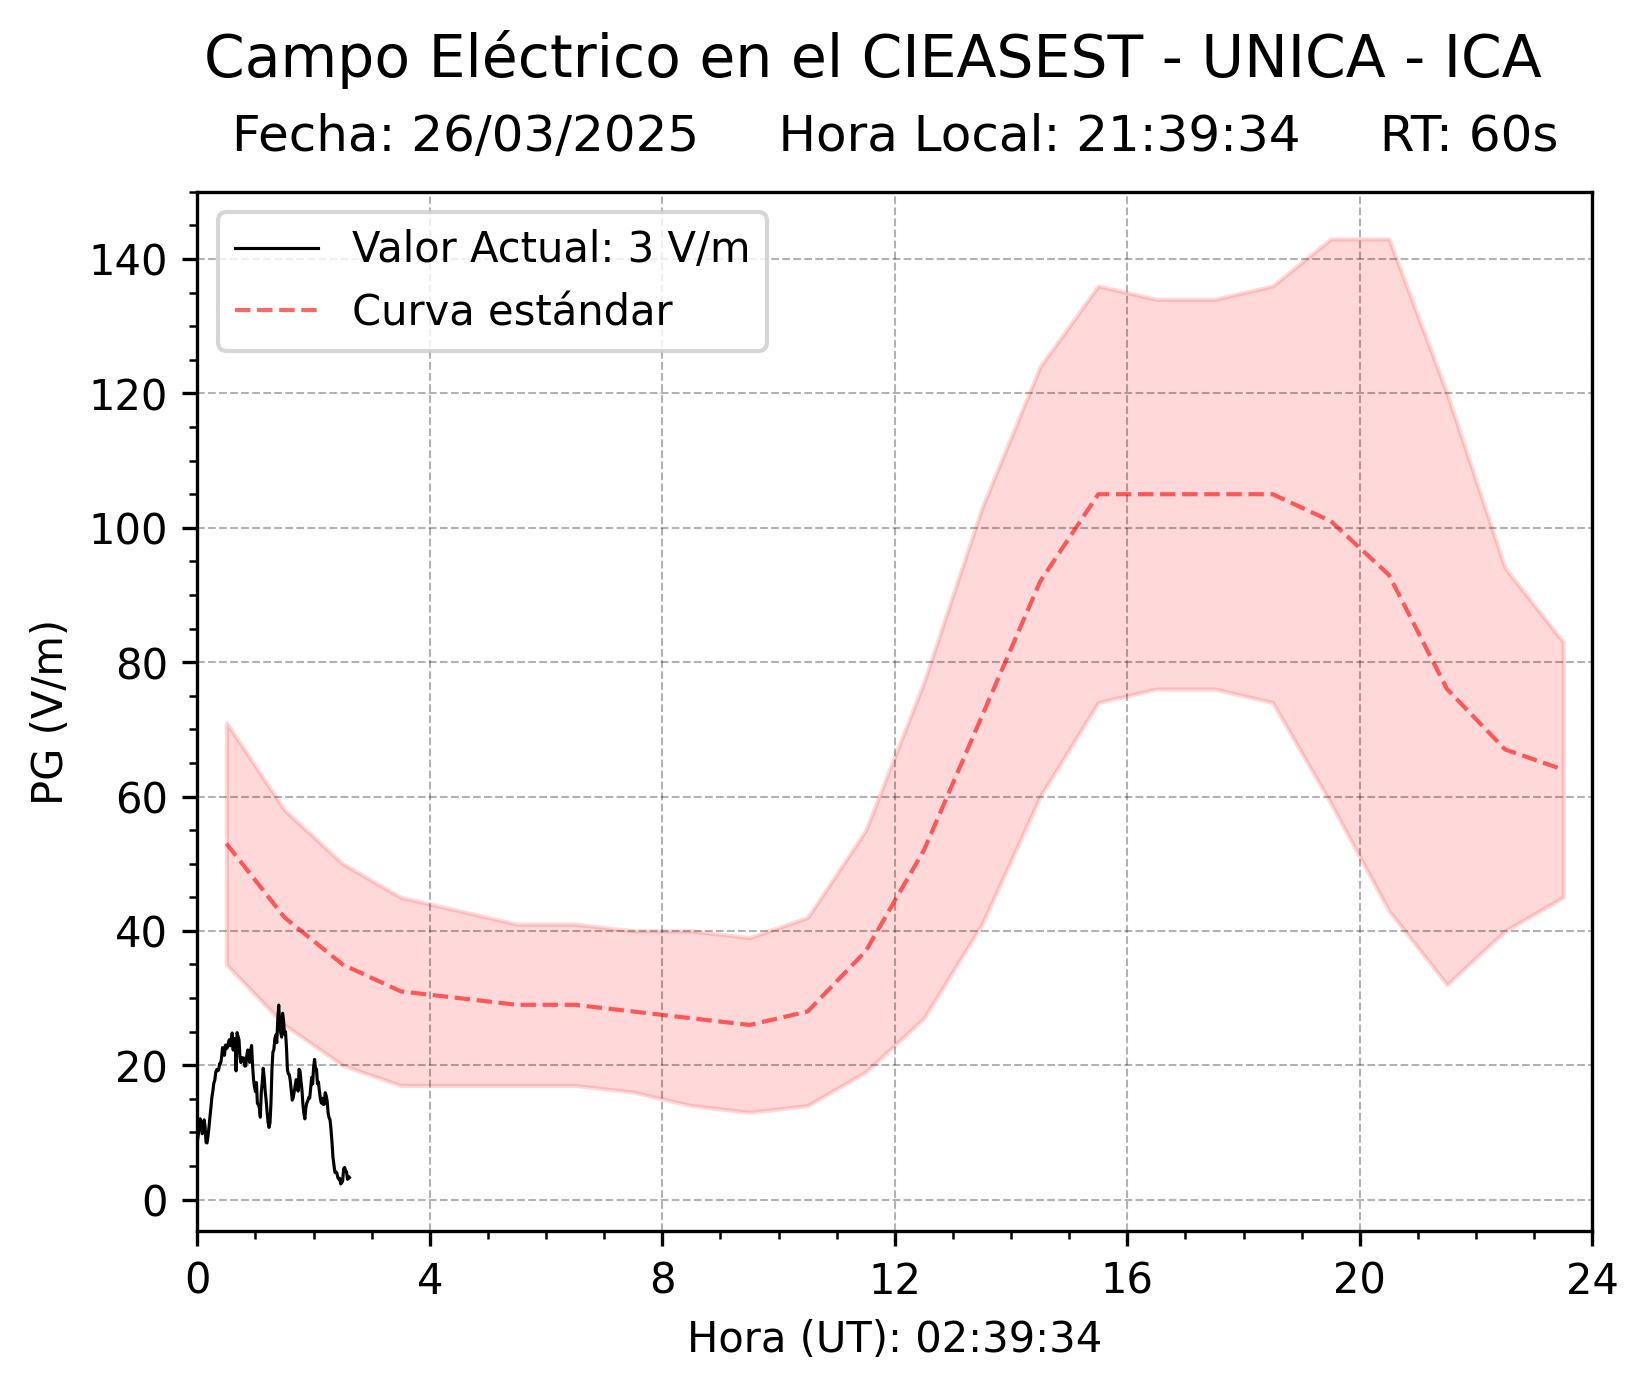 Campo Eléctrico en el CIEASEST - UNICA - ICA
Fecha: 26/03/2025 Hora Local: 21:39:34 RT: 60s
Valor Actual: 3 V/m
Curva estándar
PG (V/m)
140
120
100
80
60
40
20
0
0 4 8 12 16 20 24
Hora (UT): 02:39:34